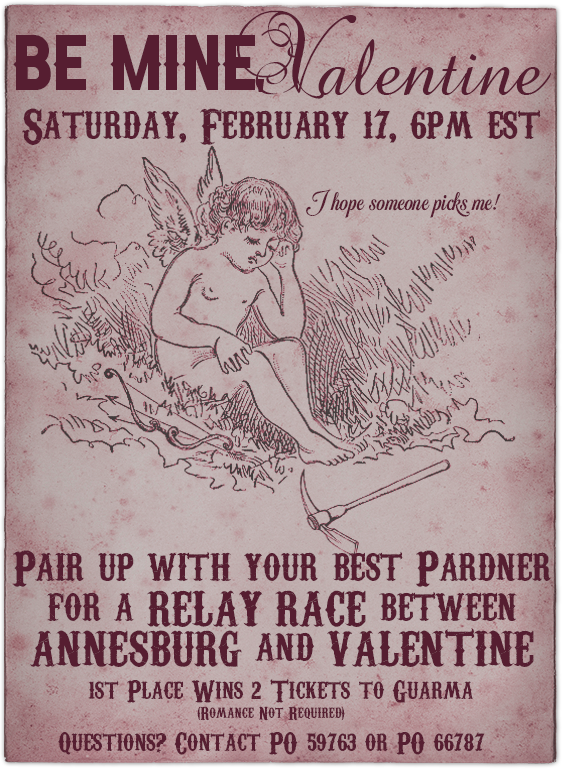 BE MINE, Valentine
Saturday, February 17, 6pm EST
I hope someone picks me!
Pair up with your best Pardner
for a RELAY RACE between
ANNESBURG and VALENTINE
1st Place Wins 2 Tickets to Guarma
(Romance Not Required)
Questions? Contact PO 59763 or PO 66787